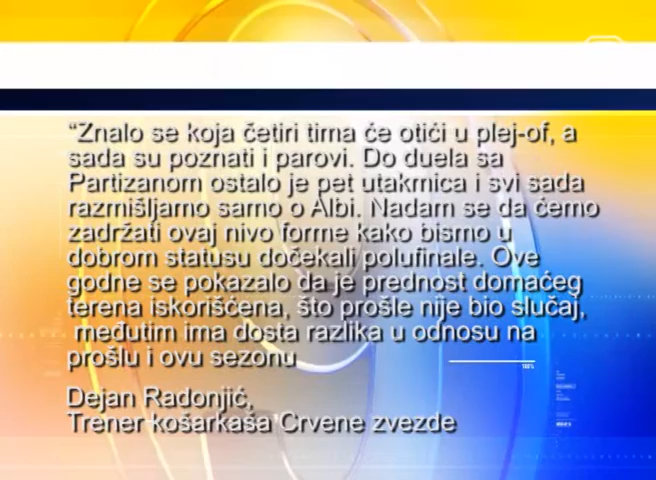 “Znalo se koja četiri tima će otići u plej-of, a
sada su poznati i parovi. Do duela sa
Partizanom ostalo je pet utakmica i svi sada
razmišljamo samo o Albi. Nadam se da ćemo
zadržati ovaj nivo forme kako bismo u
dobrom statusu dočekali polufinale. Ove
godne se pokazalo da je prednost domaćeg
terena iskorišćena, što prošle nije bio slučaj,
međutim ima dosta razlika u odnosu na
prošlu i ovu sezonu
100%
Dejan Radonjić,
Trener košarkaša Crvene zvezde